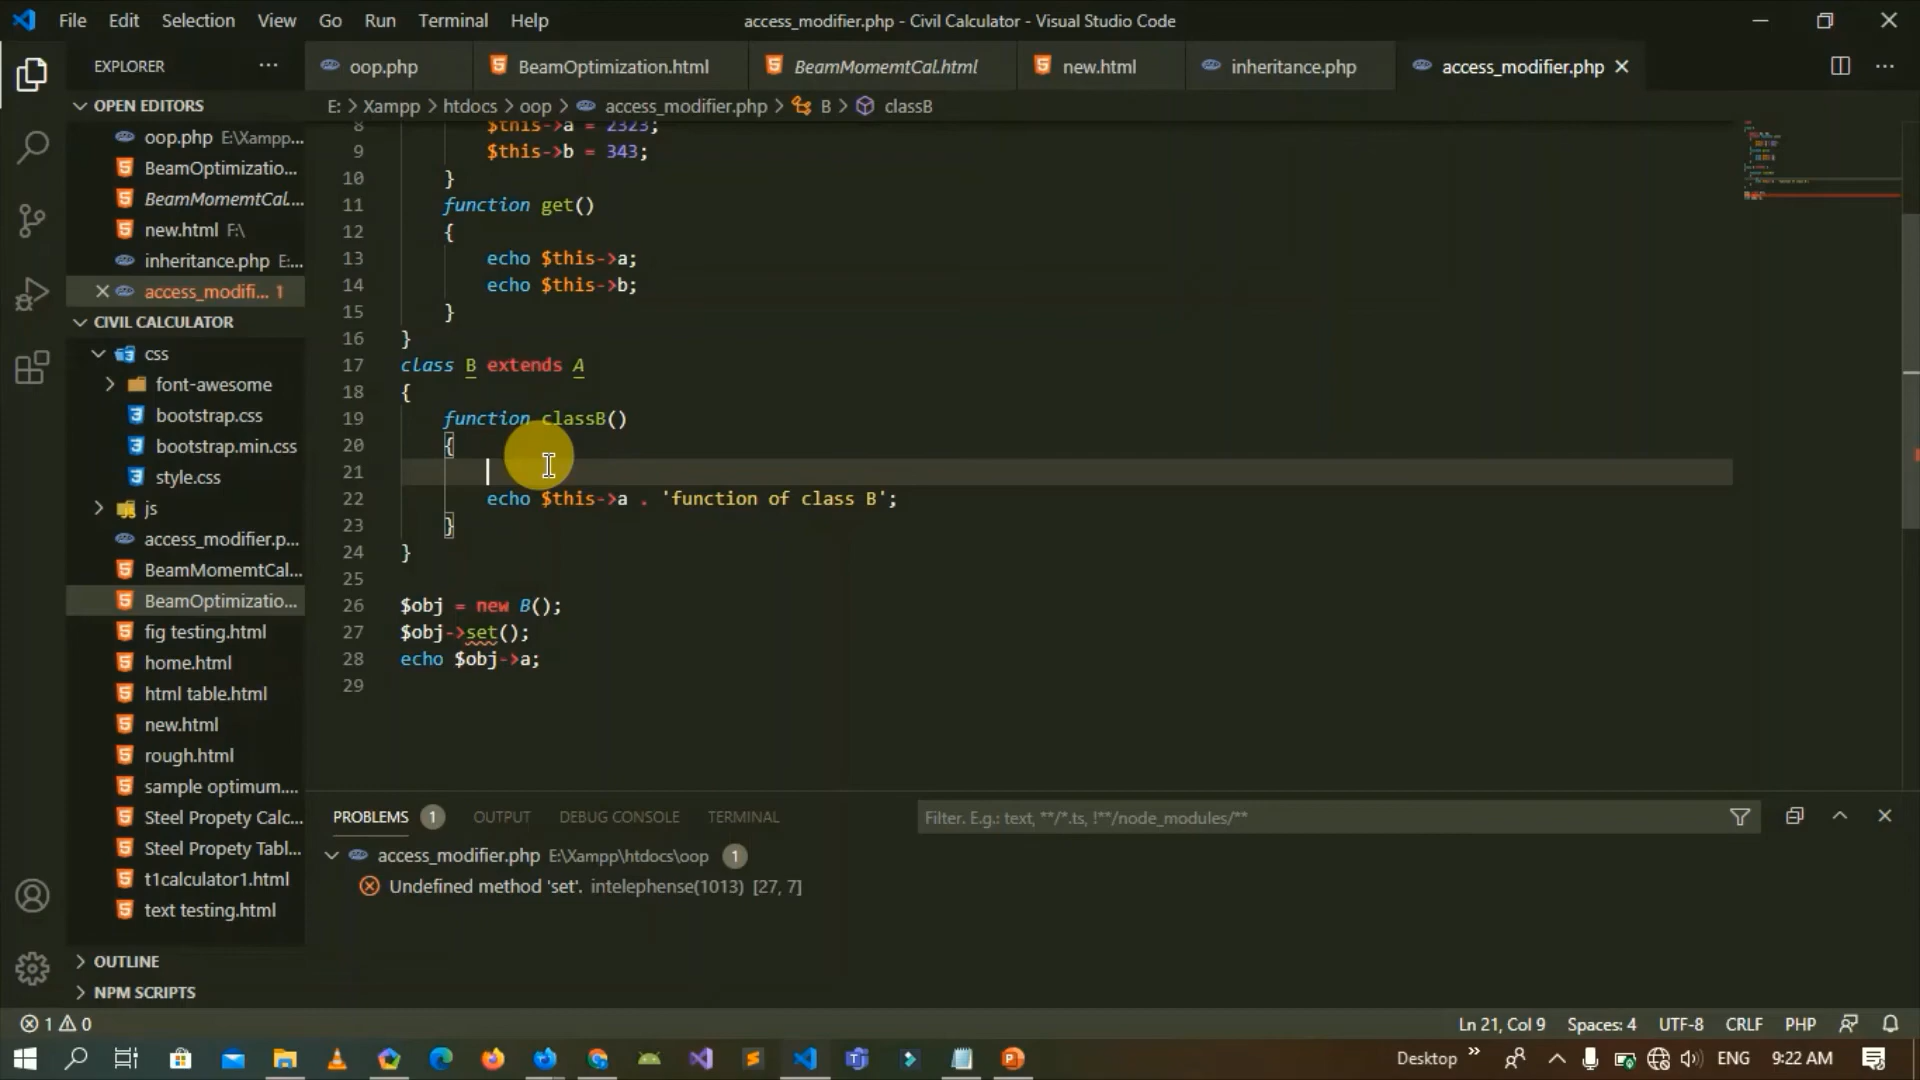 File Edit Selection View Go Run Terminal Help access_modifier.php - Civil Calculator - Visual Studio Code
EXPLORER ...
oop.php BeamOptimization.html BeamMomemtCal.html new.html inheritance.php access_modifier.php
OPEN EDITORS
E: > Xampp > htdocs > oop > access_modifier.php > B > classB
oop.php E:\Xampp...
BeamOptimizatio...
BeamMomemtCal....
new.html F:\
inheritance.php E:...
access_modifi... 1
CIVIL CALCULATOR
css
font-awesome
bootstrap.css
bootstrap.min.css
style.css
js
access_modifier.p...
BeamMomemtCal...
BeamOptimizatio...
fig testing.html
home.html
html table.html
new.html
rough.html
sample optimum....
Steel Propety Calc...
Steel Propety Tabl...
t1calculator1.html
text testing.html
OUTLINE
NPM SCRIPTS
8 $this->a = 2323;
9 $this->b = 343;
10 }
11 function get()
12 {
13 echo $this->a;
14 echo $this->b;
15 }
16 }
17 class B extends A
18 {
19 function classB()
20 {
21
22 echo $this->a . 'function of class B';
23 }
24 }
25
26 $obj = new B();
27 $obj->set();
28 echo $obj->a;
29
PROBLEMS 1 OUTPUT DEBUG CONSOLE TERMINAL Filter. E.g.: text, **/*.ts, !**/node_modules/**
access_modifier.php E:\Xampp\htdocs\oop 1
Undefined method 'set'. intelephense(1013) [27, 7]
1 0 Ln 21, Col 9 Spaces: 4 UTF-8 CRLF PHP
Desktop » ENG 9:22 AM